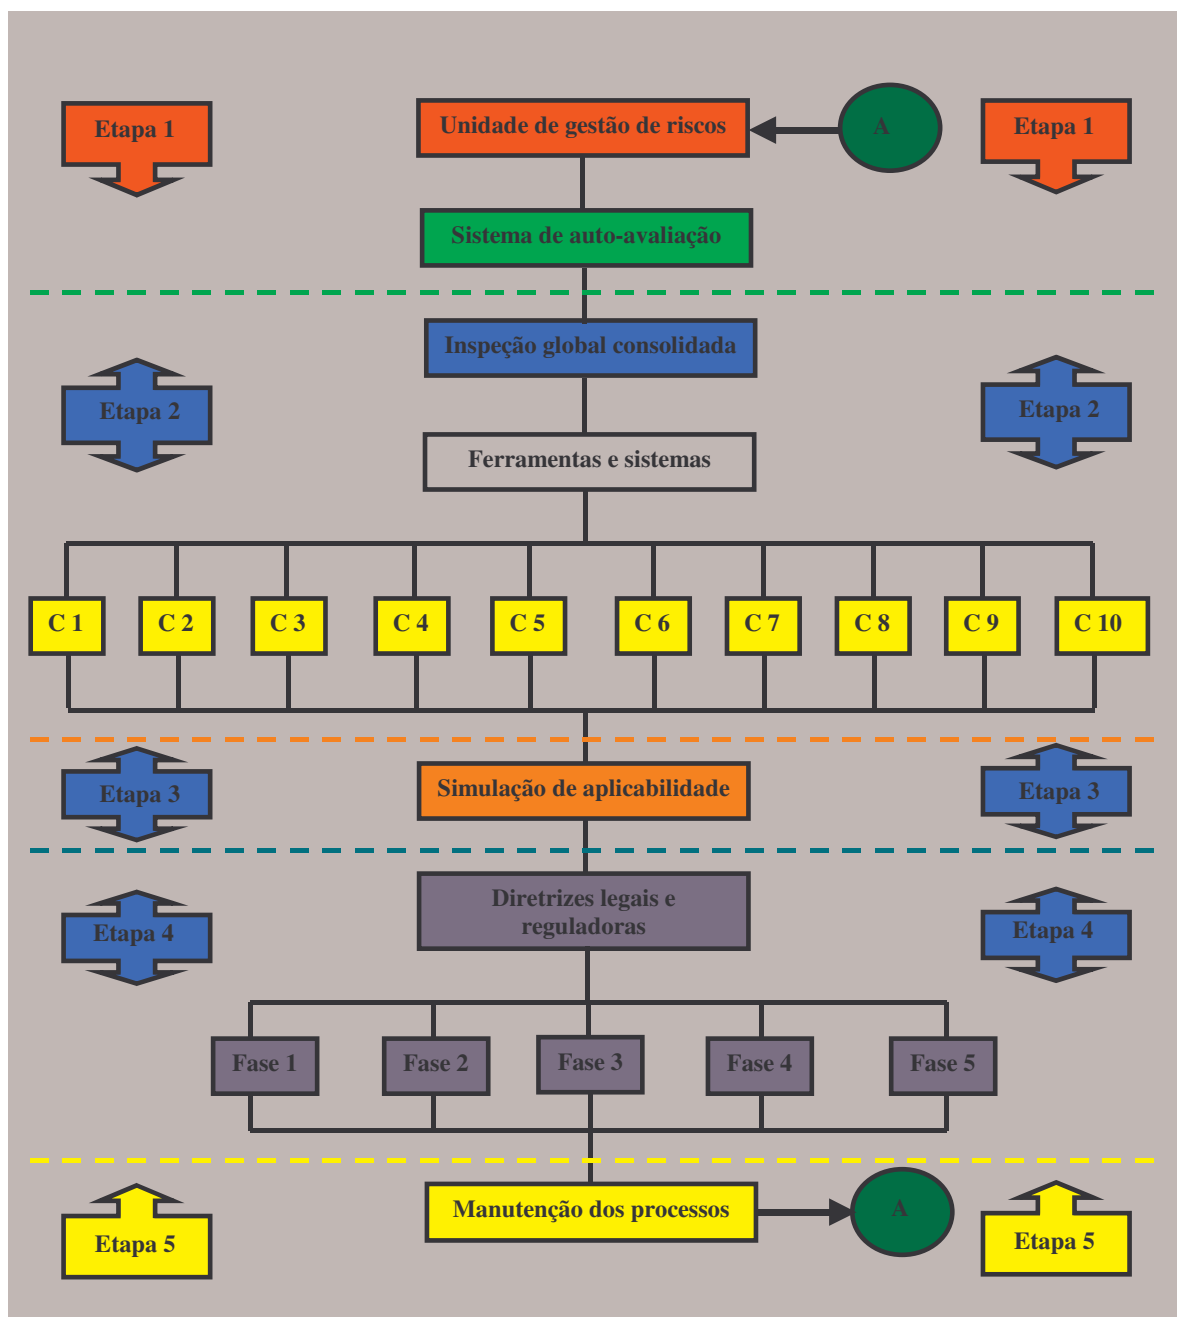 Etapa 1
Unidade de gestão de riscos
A
Etapa 1
Sistema de auto-avaliação
Inspeção global consolidada
Etapa 2
Etapa 2
Ferramentas e sistemas
C 1
C 2
C 3
C 4
C 5
C 6
C 7
C 8
C 9
C 10
Etapa 3
Simulação de aplicabilidade
Etapa 3
Diretrizes legais e
reguladoras
Etapa 4
Etapa 4
Fase 1
Fase 2
Fase 3
Fase 4
Fase 5
Manutenção dos processos
A
Etapa 5
Etapa 5